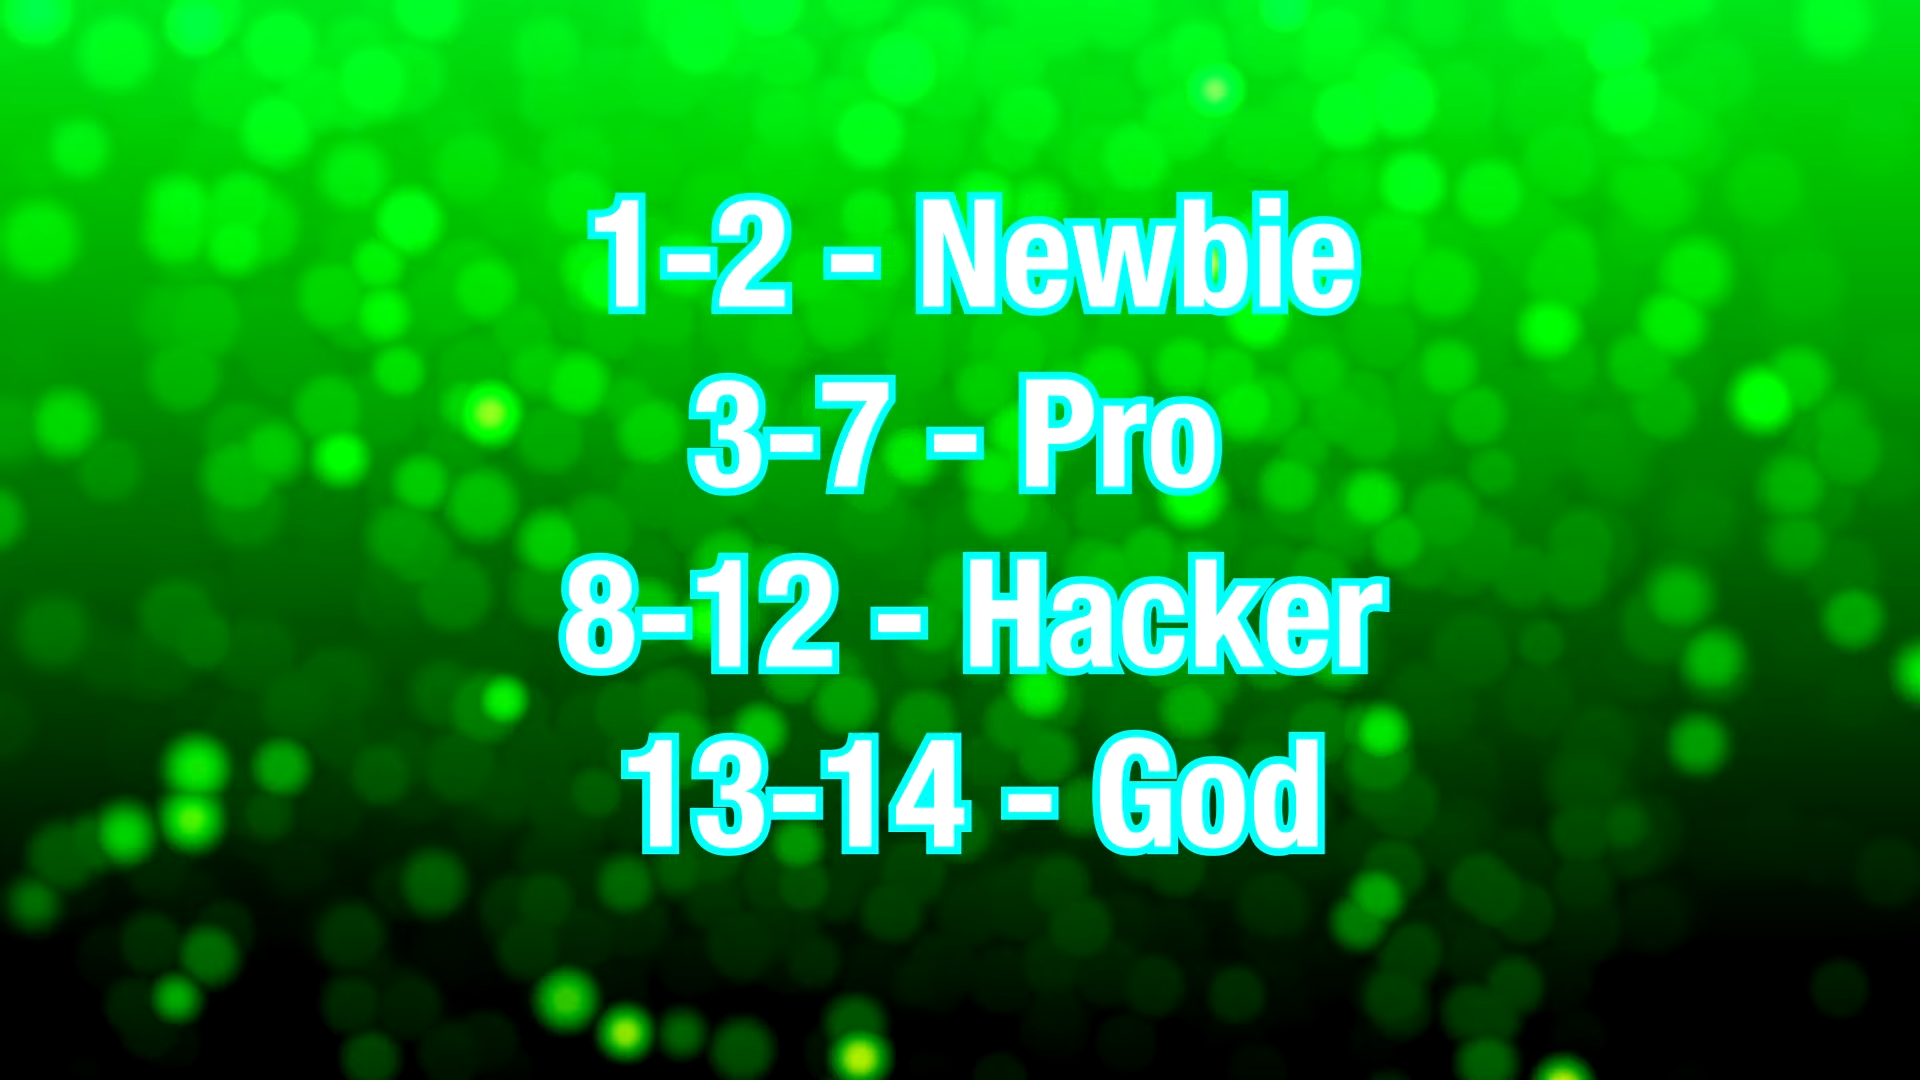 1-2 - Newbie
3-7 - Pro
8-12 - Hacker
13-14 - God